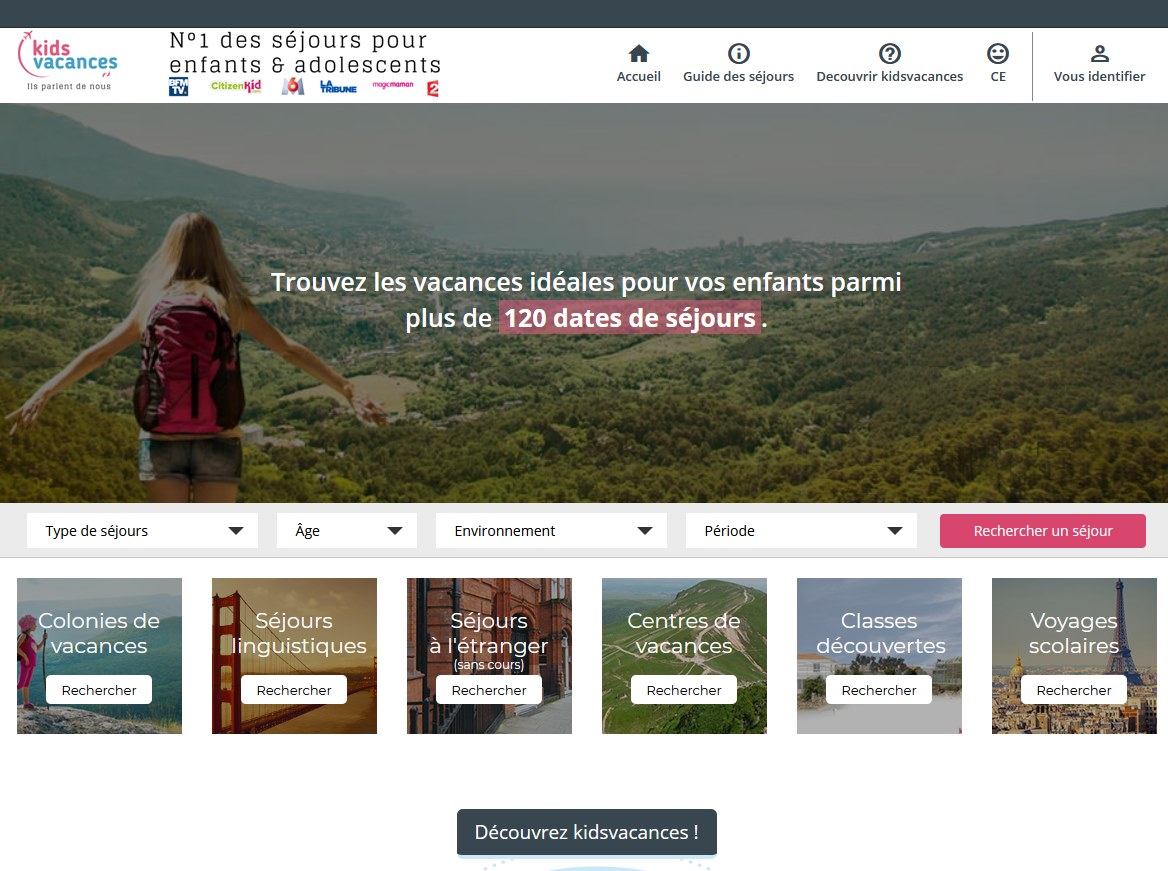 kids
vacances
Ils parlent de nous
N°1 des séjours pour
enfants & adolescents
BFM
TV.
Citizenkid
M6
LA
TRIBUNE
magicmaman
2
Accueil
Guide des séjours
Decouvrir kidsvacances
CE
Vous identifier
Trouvez les vacances idéales pour vos enfants parmi
plus de 120 dates de séjours.
Type de séjours
Âge
Environnement
Période
Rechercher un séjour
Colonies de
vacances
Rechercher
Séjours
linguistiques
Rechercher
Séjours
à l'étranger
(sans cours)
Rechercher
Centres de
vacances
Rechercher
Classes
découvertes
Rechercher
Voyages
scolaires
Rechercher
Découvrez kidsvacances !